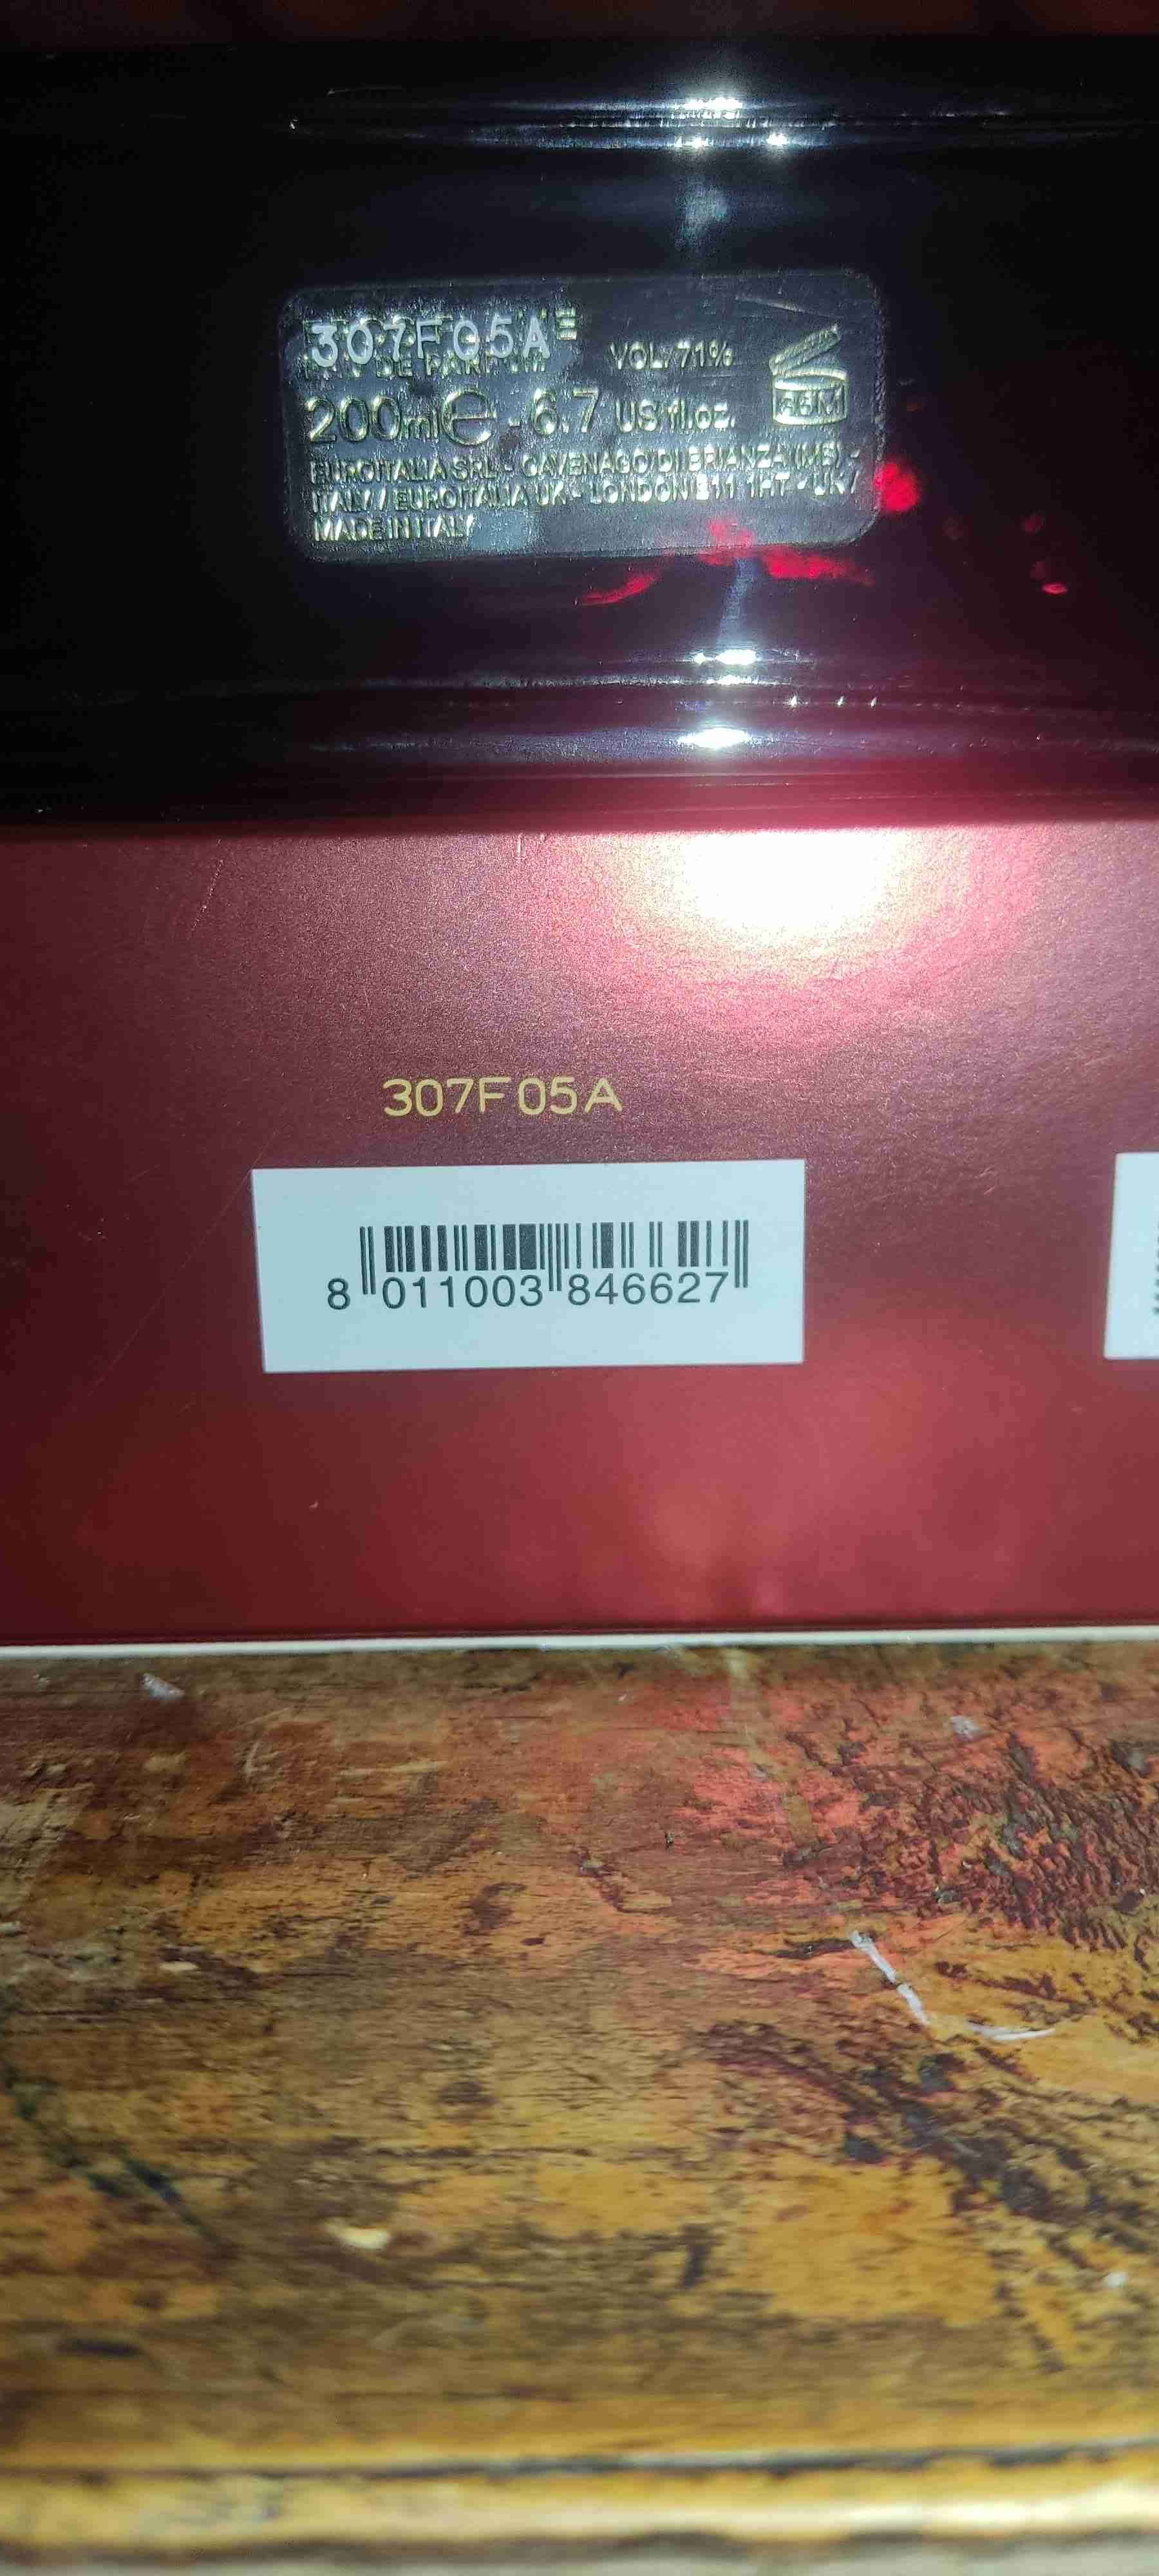 307F05A
EAU DE PARFUM VOL. 71%
200ml e - 6.7 US fl.oz. 36M
EUROITALIA SRL - CAVENAGO DI BRIANZA (MB) -
ITALY / EUROITALIA UK - LONDON E11 1HT - UK /
MADE IN ITALY
307F05A
8 011003 846627